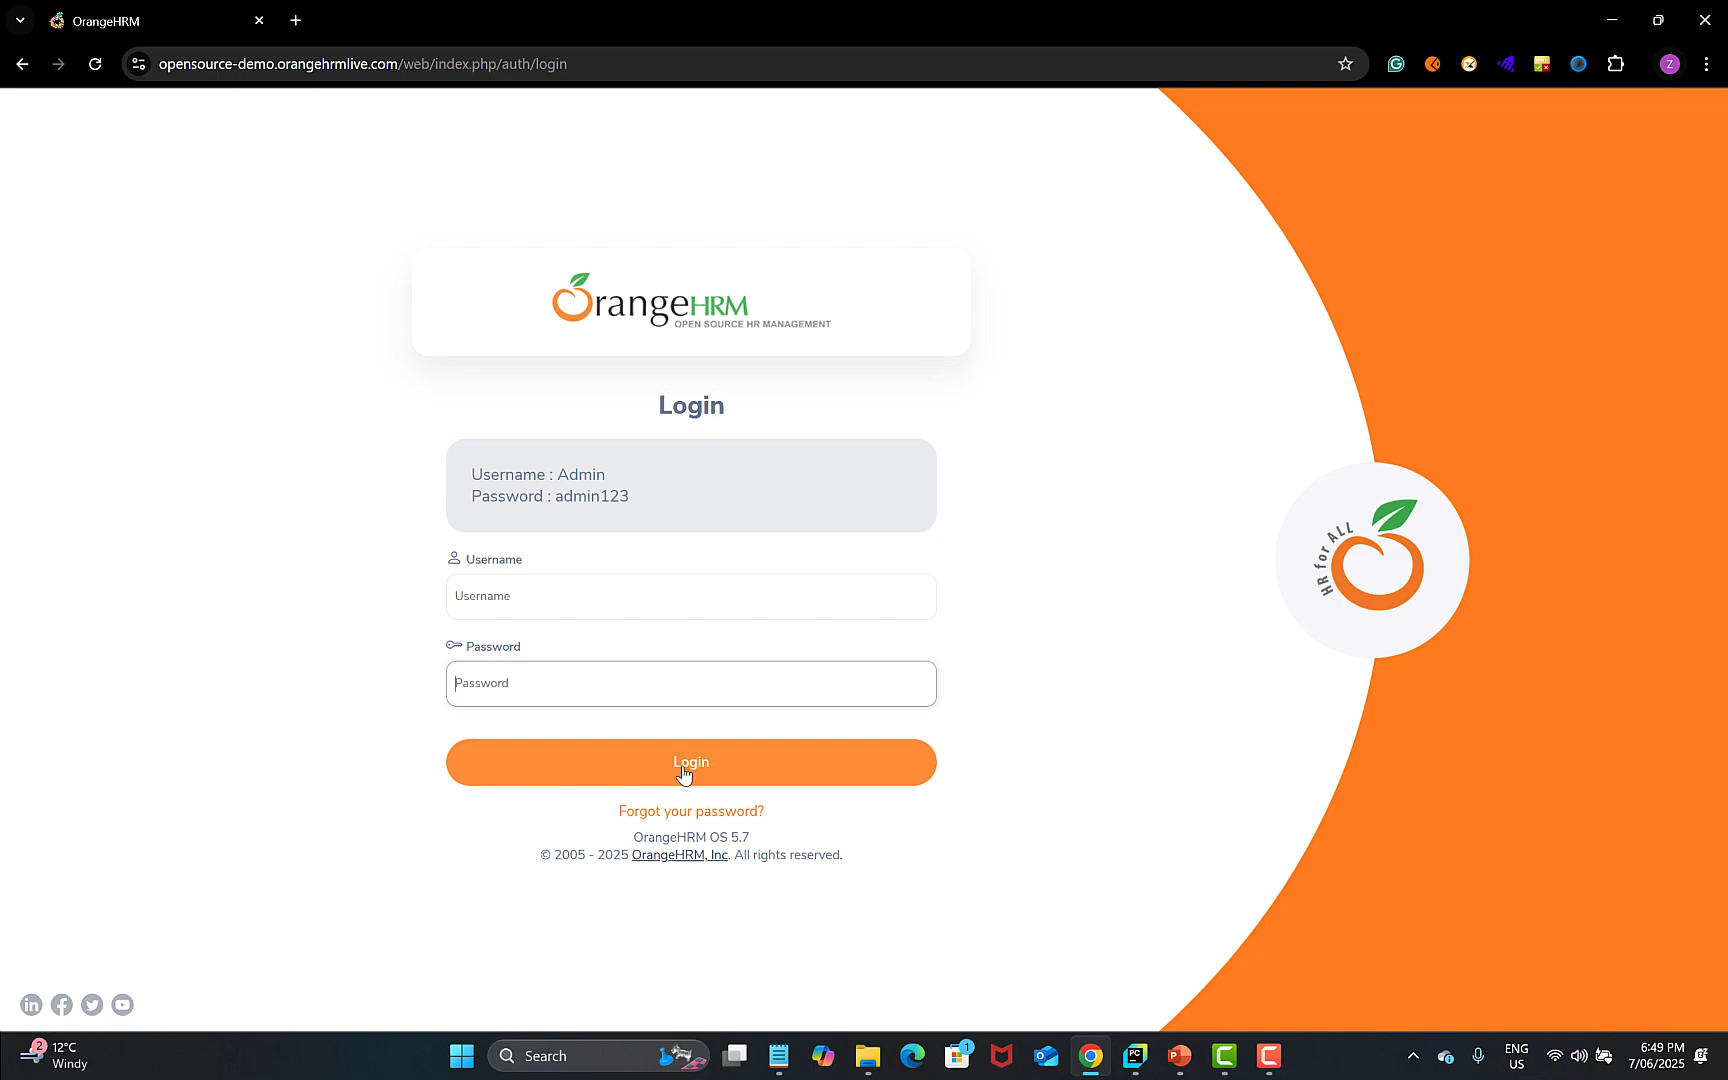 OrangeHRM
opensource-demo.orangehrmlive.com/web/index.php/auth/login
Z
OrangeHRM
OPEN SOURCE HR MANAGEMENT
Login
Username : Admin
Password : admin123
Username
Username
Password
Password
Login
Forgot your password?
OrangeHRM OS 5.7
© 2005 - 2025 OrangeHRM, Inc. All rights reserved.
HR for ALL
2
12°C
Windy
Search
1
ENG
US
6:49 PM
7/06/2025